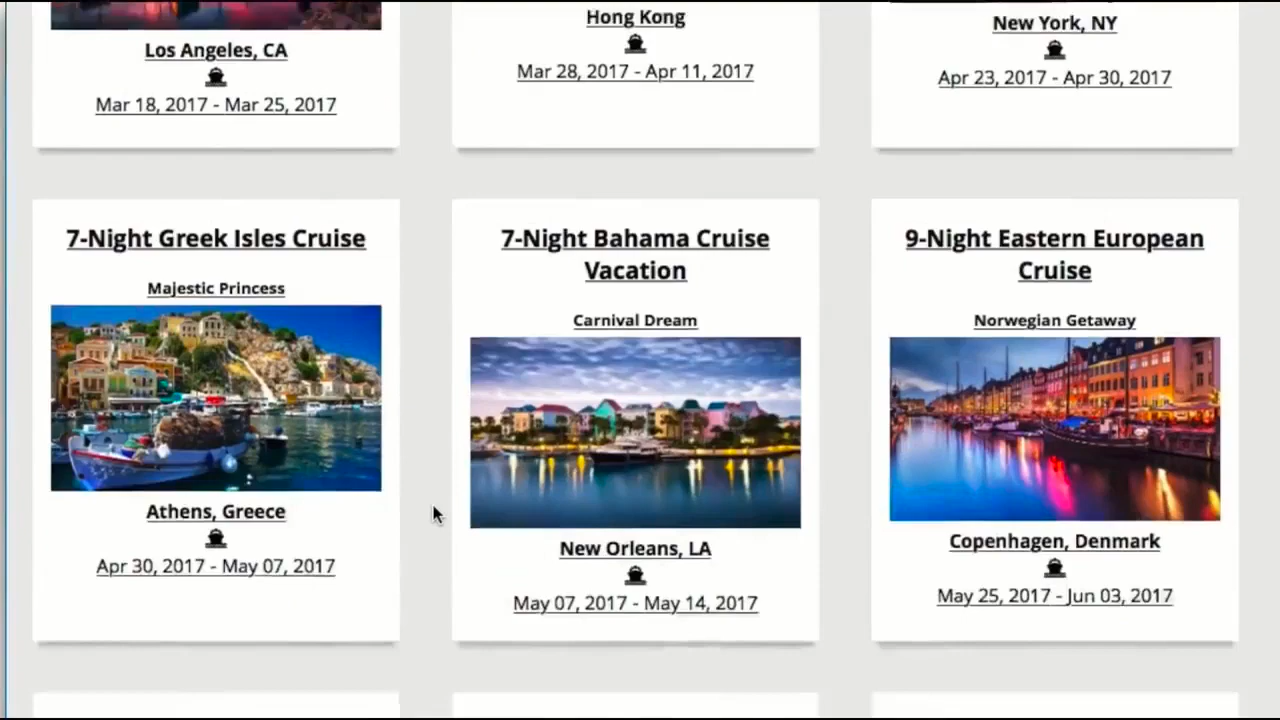 Los Angeles, CA
Mar 18, 2017 - Mar 25, 2017
Hong Kong
Mar 28, 2017 - Apr 11, 2017
New York, NY
Apr 23, 2017 - Apr 30, 2017
7-Night Greek Isles Cruise
Majestic Princess
Athens, Greece
Apr 30, 2017 - May 07, 2017
7-Night Bahama Cruise
Vacation
Carnival Dream
New Orleans, LA
May 07, 2017 - May 14, 2017
9-Night Eastern European
Cruise
Norwegian Getaway
Copenhagen, Denmark
May 25, 2017 - Jun 03, 2017